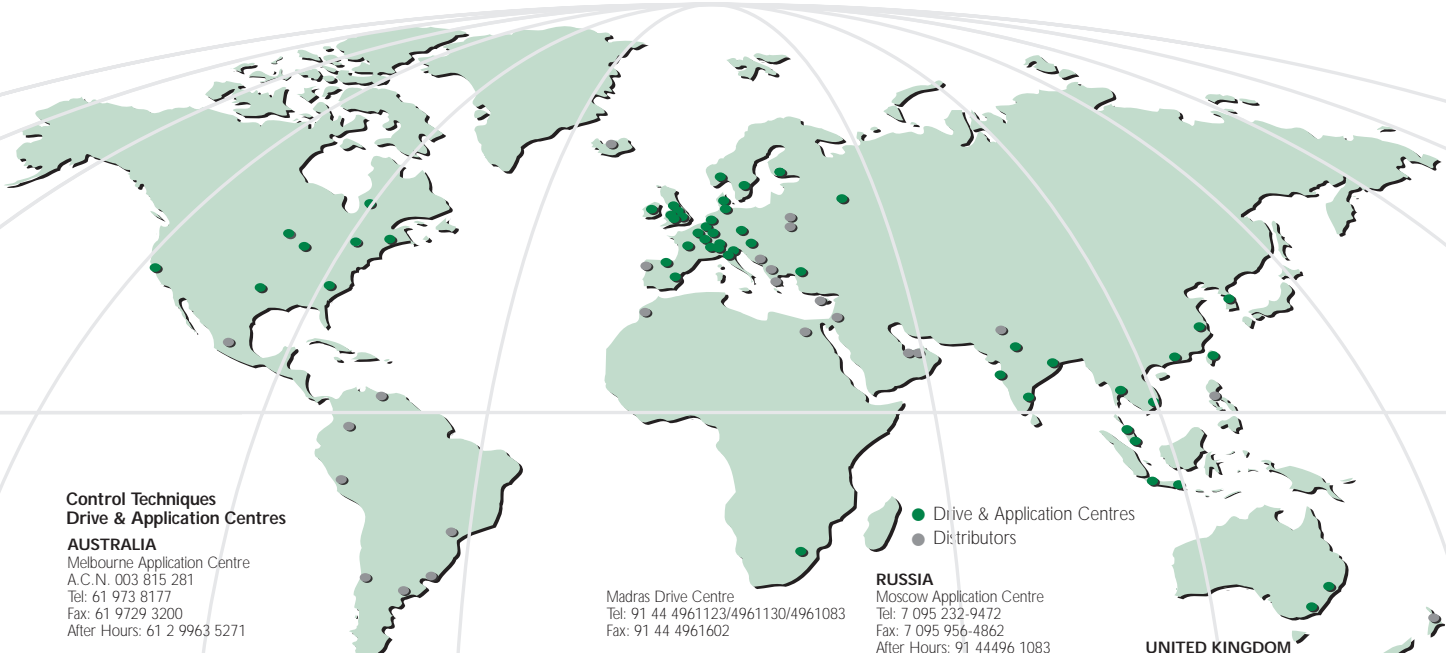 Control Techniques
Drive & Application Centres
AUSTRALIA
Melbourne Application Centre
A.C.N. 003 815 281
Tel: 61 973 8177
Fax: 61 9729 3200
After Hours: 61 2 9963 5271
Madras Drive Centre
Tel: 91 44 4961123/4961130/4961083
Fax: 91 44 4961602
Drive & Application Centres
Distributors
RUSSIA
Moscow Application Centre
Tel: 7 095 232-9472
Fax: 7 095 956-4862
After Hours: 91 44496 1083
UNITED KINGDOM